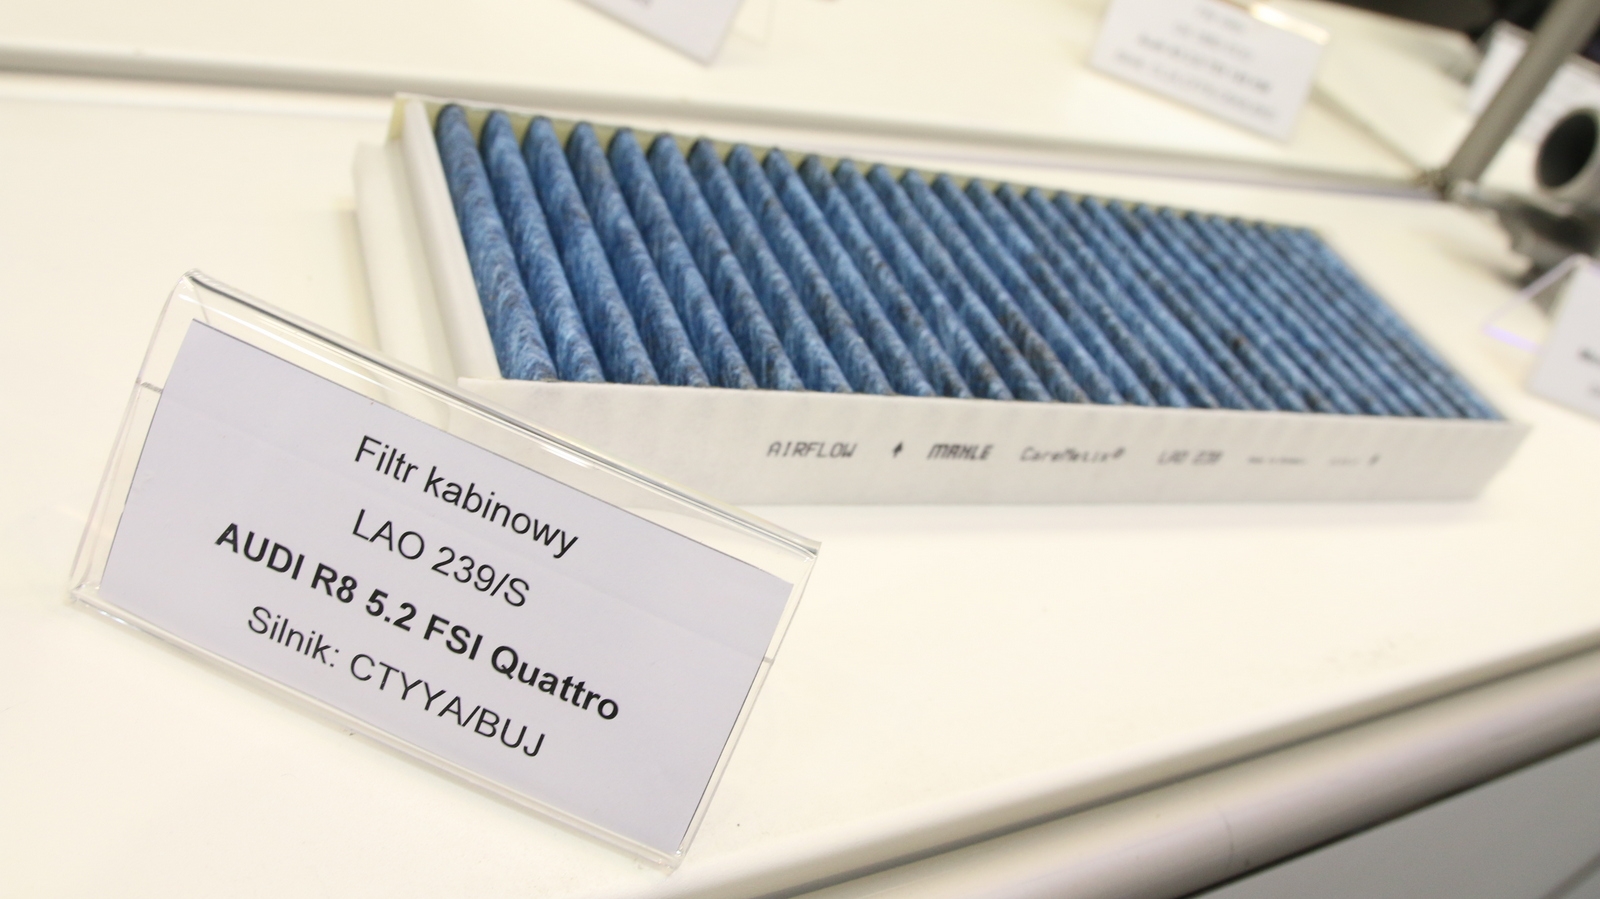 AIRFLOW MAHLE CareMetix® LAO 239
Filtr kabinowy
LAO 239/S
AUDI R8 5.2 FSI Quattro
Silnik: CTYYA/BUJ